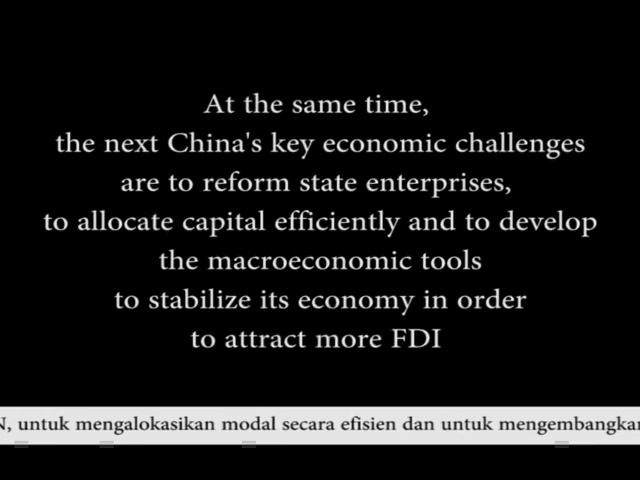 At the same time,
the next China's key economic challenges
are to reform state enterprises,
to allocate capital efficiently and to develop
the macroeconomic tools
to stabilize its economy in order
to attract more FDI
N, untuk mengalokasikan modal secara efisien dan untuk mengembangkan